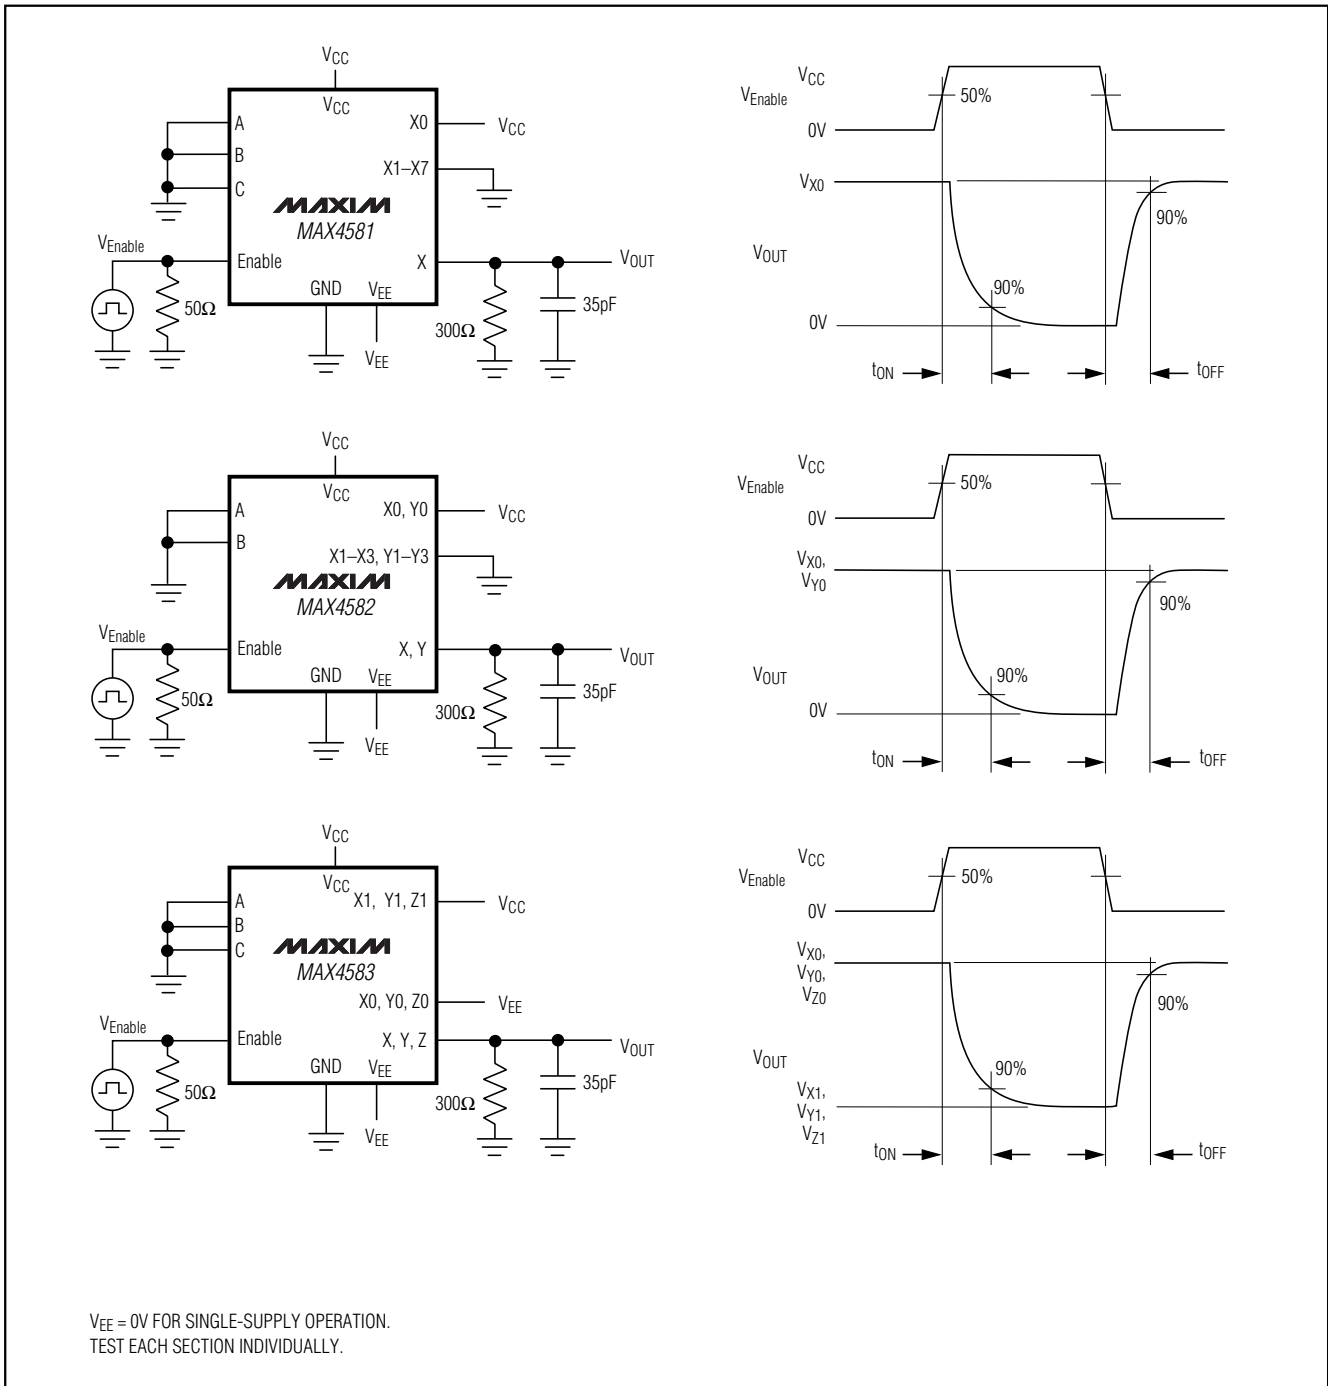 VCC
VCC
A
B
C
X0
VCC
X1–X7
MAXIM
MAX4581
VEnable
Enable
X
VOUT
GND
VEE
50Ω
VEE
300Ω
35pF
VCC
VEnable
50%
0V
VX0
90%
VOUT
90%
0V
tON
tOFF
VCC
VCC
A
B
X0, Y0
VCC
X1–X3, Y1–Y3
MAXIM
MAX4582
VEnable
Enable
X, Y
VOUT
GND
VEE
50Ω
VEE
300Ω
35pF
VCC
VEnable
50%
0V
VX0,
VY0
90%
VOUT
90%
0V
tON
tOFF
VCC
VCC
A
B
C
X1, Y1, Z1
VCC
MAXIM
MAX4583
X0, Y0, Z0
VEE
VEnable
Enable
X, Y, Z
VOUT
GND
VEE
50Ω
VEE
300Ω
35pF
VCC
VEnable
50%
0V
VX0,
VY0,
VZ0
90%
VOUT
90%
VX1,
VY1,
VZ1
tON
tOFF
VEE = 0V FOR SINGLE-SUPPLY OPERATION.
TEST EACH SECTION INDIVIDUALLY.